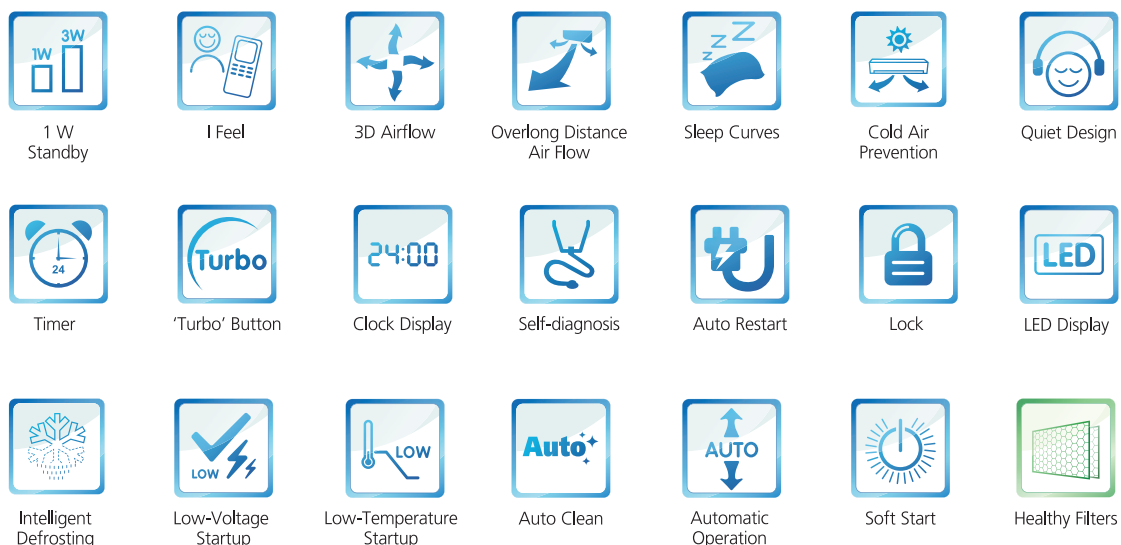 3W
1W
1 W
Standby
I Feel
3D Airflow
Overlong Distance
Air Flow
Z Z Z
Sleep Curves
Cold Air
Prevention
Quiet Design
24
Timer
Turbo
'Turbo' Button
24:00
Clock Display
Self-diagnosis
Auto Restart
Lock
LED
LED Display
Intelligent
Defrosting
LOW
Low-Voltage
Startup
LOW
Low-Temperature
Startup
Auto
Auto Clean
AUTO
Automatic
Operation
Soft Start
Healthy Filters